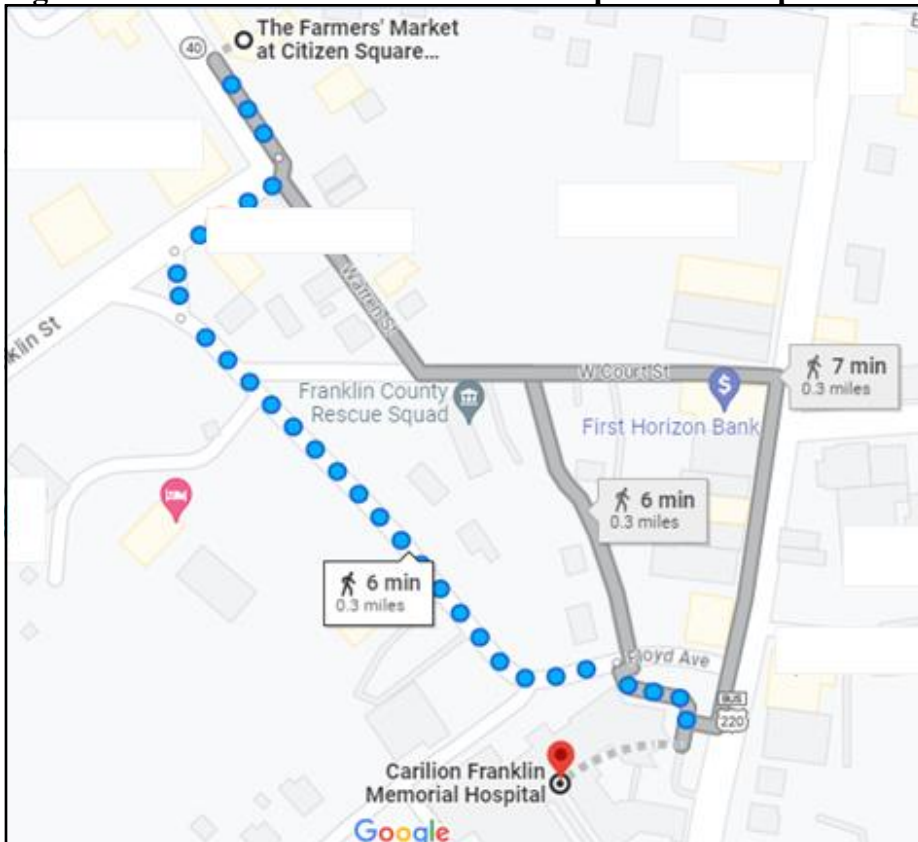 The Farmers' Market
at Citizen Square...
40
Warren St
klin St
W Court St
7 min
0.3 miles
Franklin County
Rescue Squad
$
First Horizon Bank
6 min
0.3 miles
6 min
0.3 miles
oyd Ave
BUS
220
Carilion Franklin
Memorial Hospital
Google